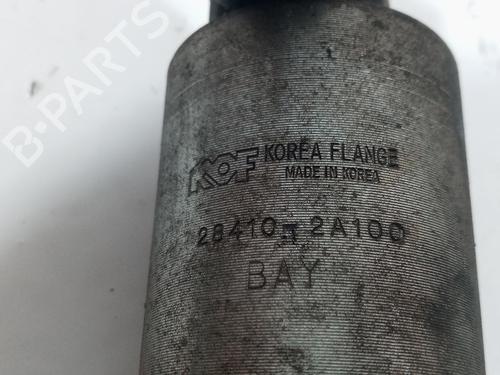 B-PARTS
KOF KOREA FLANGE
MADE IN KOREA
28410-2A100
BAY